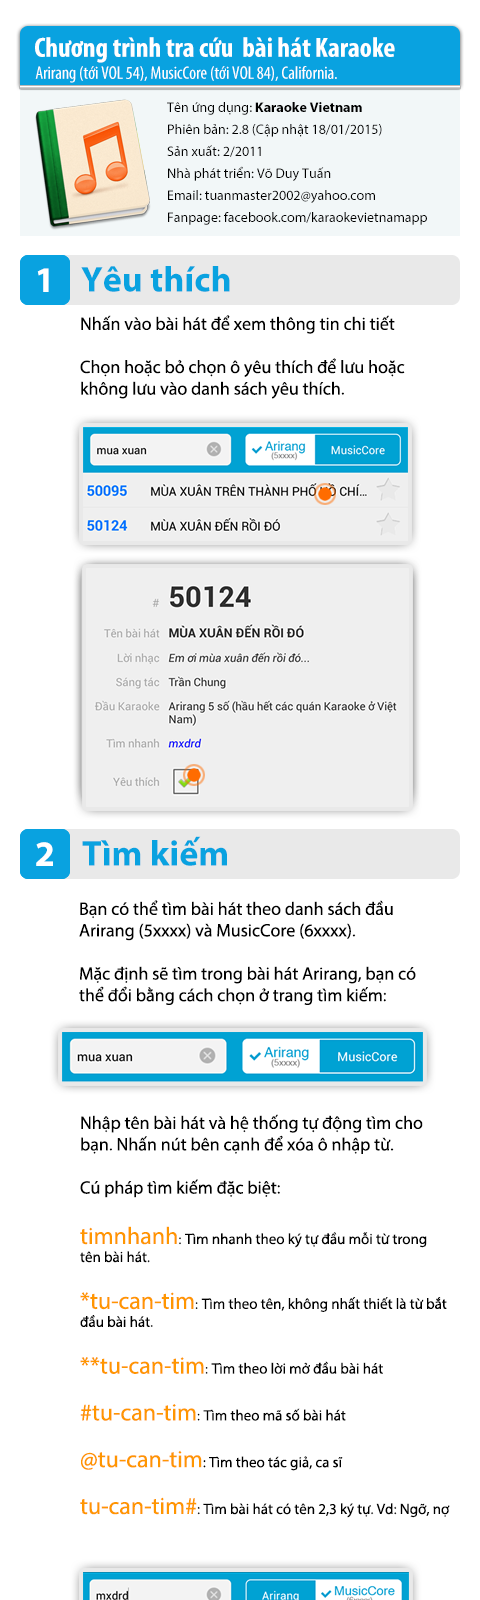 Chương trình tra cứu bài hát Karaoke
Arirang (tới VOL 54), MusicCore (tới VOL 84), California.
Tên ứng dụng: Karaoke Vietnam
Phiên bản: 2.8 (Cập nhật 18/01/2015)
Sản xuất: 2/2011
Nhà phát triển: Võ Duy Tuấn
Email: tuanmaster2002@yahoo.com
Fanpage: facebook.com/karaokevietnamapp
1 Yêu thích
Nhấn vào bài hát để xem thông tin chi tiết
Chọn hoặc bỏ chọn ô yêu thích để lưu hoặc
không lưu vào danh sách yêu thích.
mua xuan Arirang MusicCore
(5xxxx)
50095 MÙA XUÂN TRÊN THÀNH PHỐ HỒ CHÍ...
50124 MÙA XUÂN ĐẾN RỒI ĐÓ
# 50124
Tên bài hát MÙA XUÂN ĐẾN RỒI ĐÓ
Lời nhạc Em ơi mùa xuân đến rồi đó...
Sáng tác Trần Chung
Đầu Karaoke Arirang 5 số (hầu hết các quán Karaoke ở Việt
Nam)
Tìm nhanh mxdrd
Yêu thích
2 Tìm kiếm
Bạn có thể tìm bài hát theo danh sách đầu
Arirang (5xxxx) và MusicCore (6xxxx).
Mặc định sẽ tìm trong bài hát Arirang, bạn có
thể đổi bằng cách chọn ở trang tìm kiếm:
mua xuan Arirang MusicCore
(5xxxx)
Nhập tên bài hát và hệ thống tự động tìm cho
bạn. Nhấn nút bên cạnh để xóa ô nhập từ.
Cú pháp tìm kiếm đặc biệt:
timnhanh: Tìm nhanh theo ký tự đầu mỗi từ trong
tên bài hát.
*tu-can-tim: Tìm theo tên, không nhất thiết là từ bắt
đầu bài hát.
**tu-can-tim: Tìm theo lời mở đầu bài hát
#tu-can-tim: Tìm theo mã số bài hát
@tu-can-tim: Tìm theo tác giả, ca sĩ
tu-can-tim#: Tìm bài hát có tên 2,3 ký tự. Vd: Ngỡ, nợ
mxdrd Arirang MusicCore